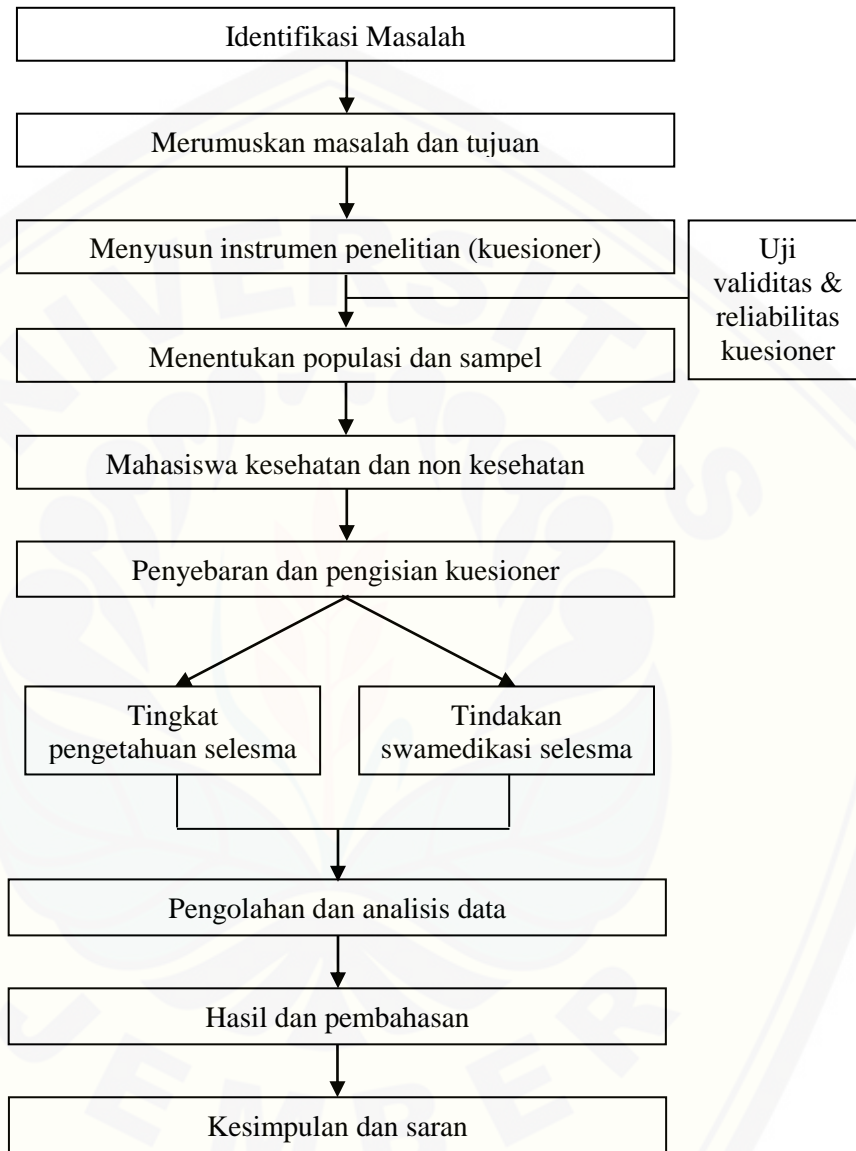 Identifikasi Masalah
Merumuskan masalah dan tujuan
Menyusun instrumen penelitian (kuesioner)
Uji
validitas &
reliabilitas
kuesioner
Menentukan populasi dan sampel
Mahasiswa kesehatan dan non kesehatan
Penyebaran dan pengisian kuesioner
Tingkat
pengetahuan selesma
Tindakan
swamedikasi selesma
Pengolahan dan analisis data
Hasil dan pembahasan
Kesimpulan dan saran
UNIVERSITAS
JEMBER